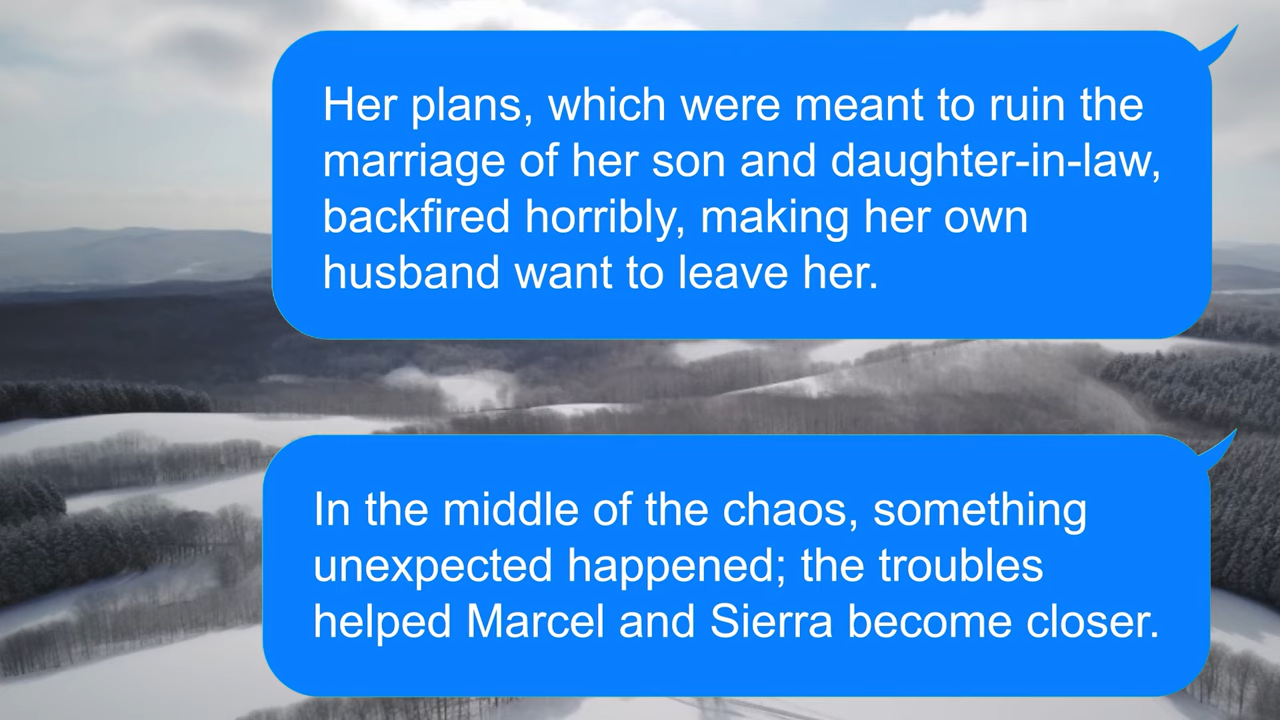 Her plans, which were meant to ruin the
marriage of her son and daughter-in-law,
backfired horribly, making her own
husband want to leave her.
In the middle of the chaos, something
unexpected happened; the troubles
helped Marcel and Sierra become closer.